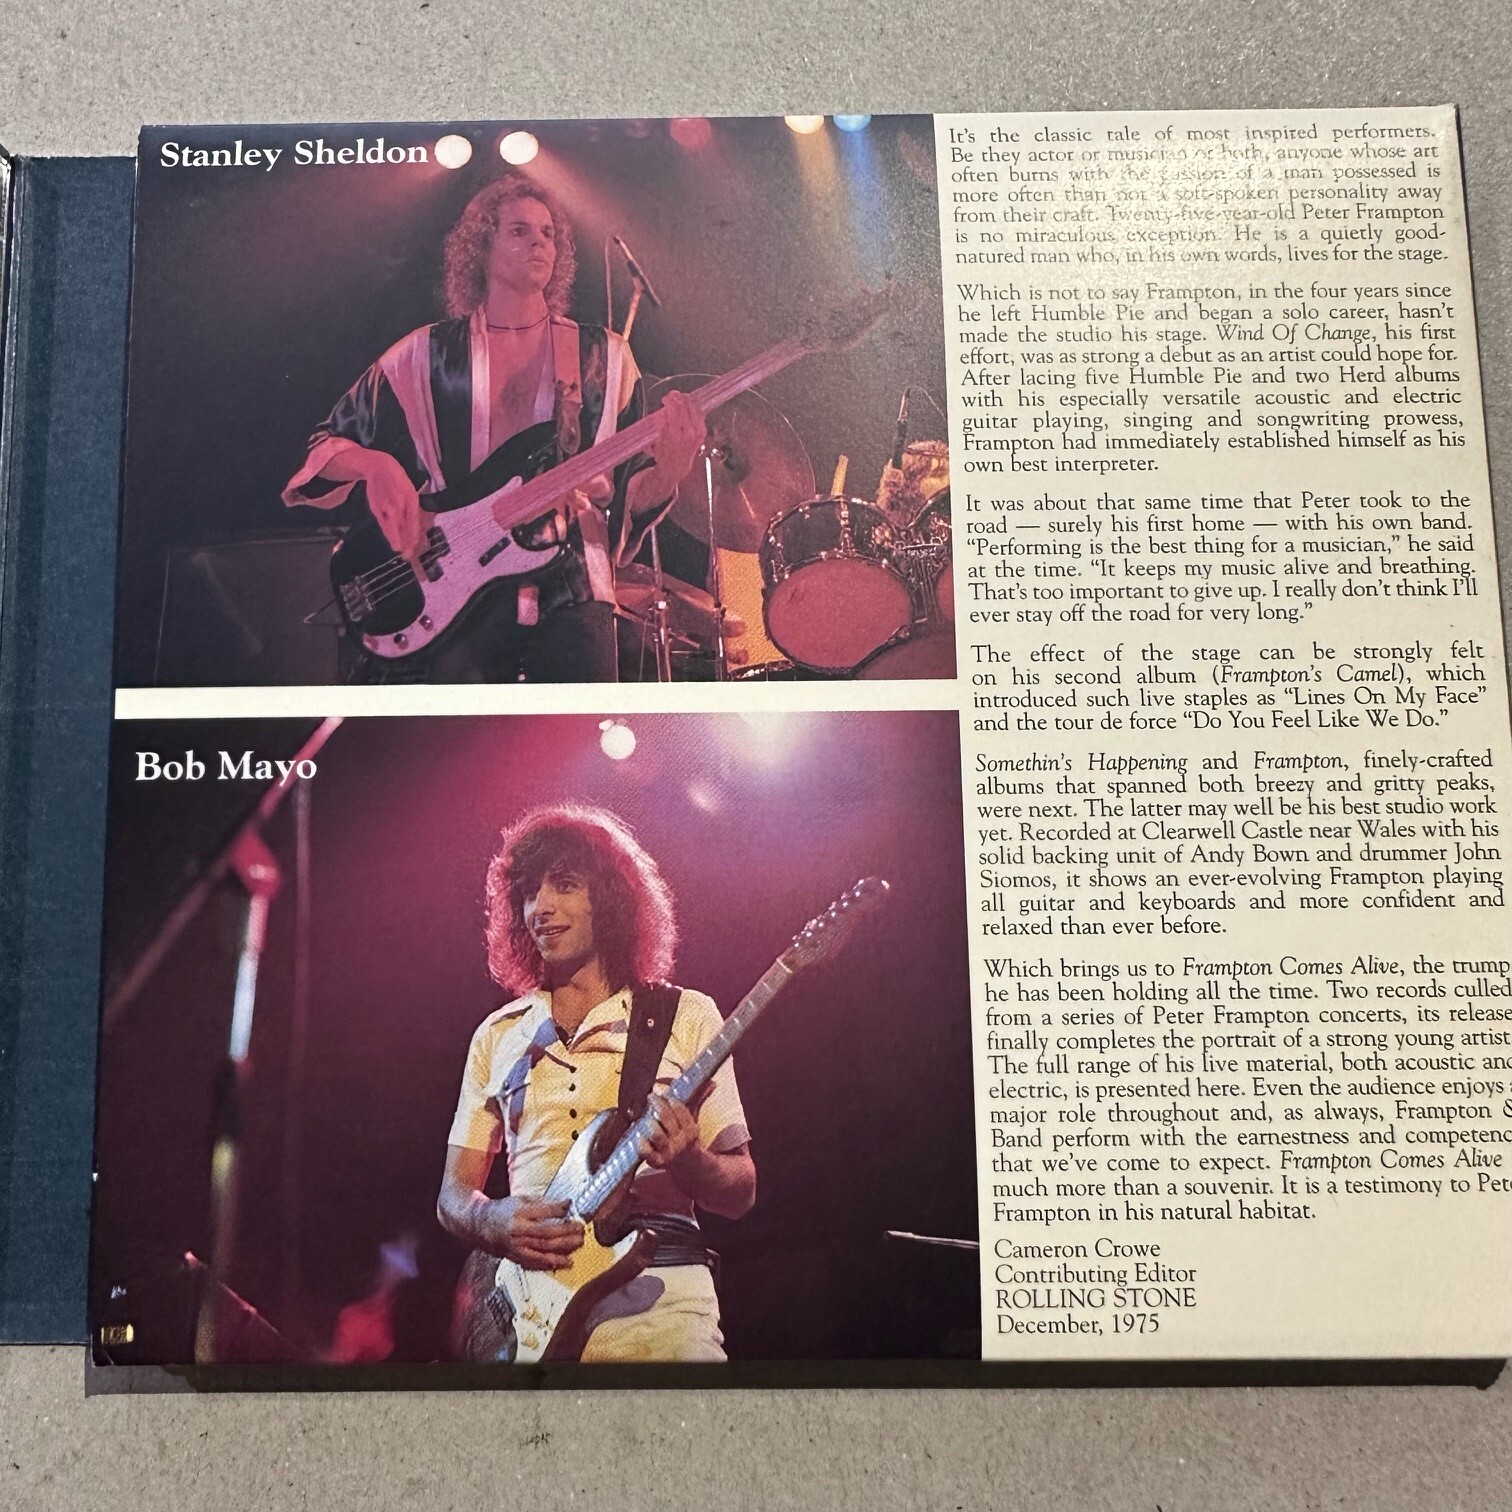 Stanley Sheldon
Bob Mayo
It's the classic tale of most inspired performers.
Be they actor or musician or both, anyone whose art
often burns with the passion of a man possessed is
more often than not a soft-spoken personality away
from their craft. Twenty-five-year-old Peter Frampton
is no miraculous exception. He is a quietly good-
natured man who, in his own words, lives for the stage.
Which is not to say Frampton, in the four years since
he left Humble Pie and began a solo career, hasn't
made the studio his stage. Wind Of Change, his first
effort, was as strong a debut as an artist could hope for.
After lacing five Humble Pie and two Herd albums
with his especially versatile acoustic and electric
guitar playing, singing and songwriting prowess,
Frampton had immediately established himself as his
own best interpreter.
It was about that same time that Peter took to the
road — surely his first home — with his own band.
“Performing is the best thing for a musician,” he said
at the time. “It keeps my music alive and breathing.
That's too important to give up. I really don't think I'll
ever stay off the road for very long.”
The effect of the stage can be strongly felt
on his second album (Frampton's Camel), which
introduced such live staples as “Lines On My Face”
and the tour de force “Do You Feel Like We Do.”
Somethin's Happening and Frampton, finely-crafted
albums that spanned both breezy and gritty peaks,
were next. The latter may well be his best studio work
yet. Recorded at Clearwell Castle near Wales with his
solid backing unit of Andy Bown and drummer John
Siomos, it shows an ever-evolving Frampton playing
all guitar and keyboards and more confident and
relaxed than ever before.
Which brings us to Frampton Comes Alive, the trump
he has been holding all the time. Two records culled
from a series of Peter Frampton concerts, its release
finally completes the portrait of a strong young artist
The full range of his live material, both acoustic and
electric, is presented here. Even the audience enjoys
major role throughout and, as always, Frampton &
Band perform with the earnestness and competenc
that we've come to expect. Frampton Comes Alive
much more than a souvenir. It is a testimony to Pet
Frampton in his natural habitat.
Cameron Crowe
Contributing Editor
ROLLING STONE
December, 1975